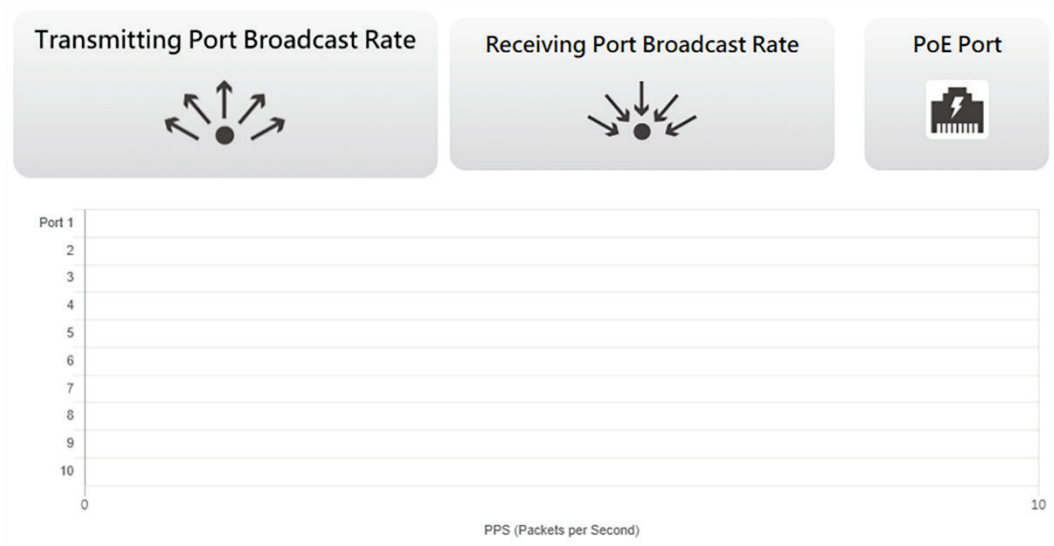 Transmitting Port Broadcast Rate
Receiving Port Broadcast Rate
PoE Port
Port 1
2
3
4
5
6
7
8
9
10
0
10
PPS (Packets per Second)